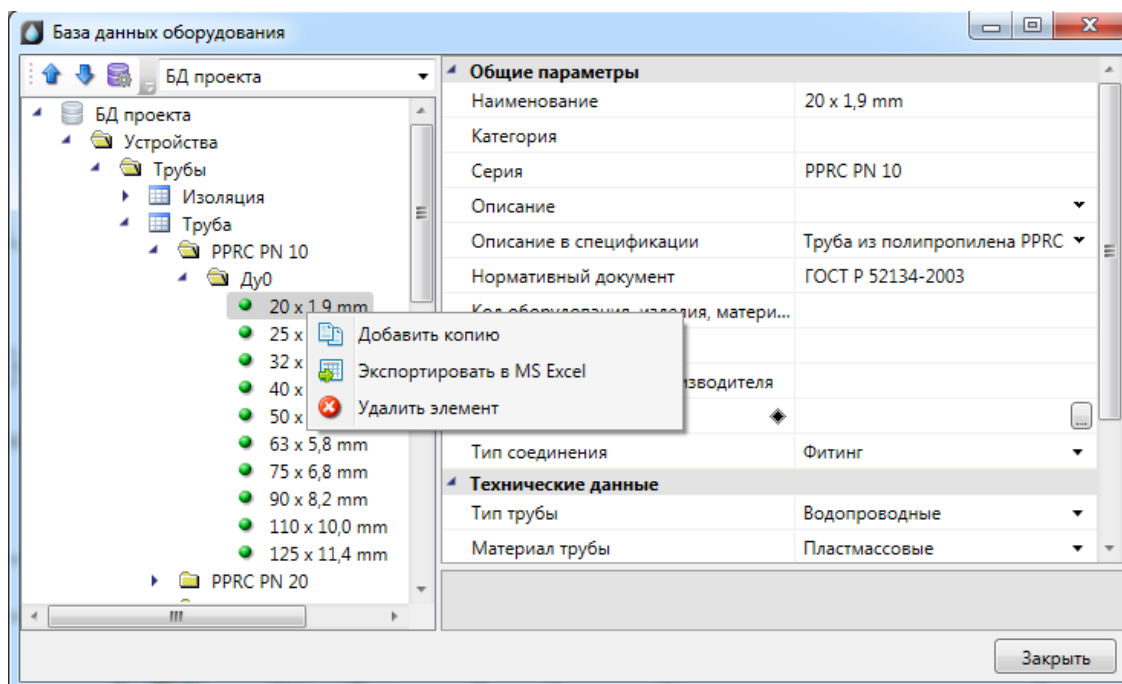 База данных оборудования
БД проекта
БД проекта
Устройства
Трубы
Изоляция
Труба
PPRC PN 10
Ду0
20 x 1,9 mm
25 x
32 x
40 x
50 x
63 x 5,8 mm
75 x 6,8 mm
90 x 8,2 mm
110 x 10,0 mm
125 x 11,4 mm
PPRC PN 20
Добавить копию
Экспортировать в MS Excel
Удалить элемент
Общие параметры
Наименование 20 x 1,9 mm
Категория
Серия PPRC PN 10
Описание
Описание в спецификации Труба из полипропилена PPRC
Нормативный документ ГОСТ Р 52134-2003
Код оборудования, изделия, матери...
Тип соединения Фитинг
Технические данные
Тип трубы Водопроводные
Материал трубы Пластмассовые
Закрыть